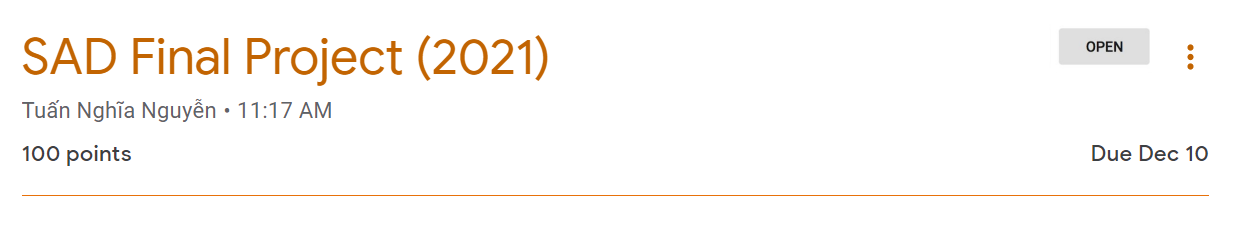 SAD Final Project (2021)
OPEN
Tuấn Nghĩa Nguyễn • 11:17 AM
100 points
Due Dec 10